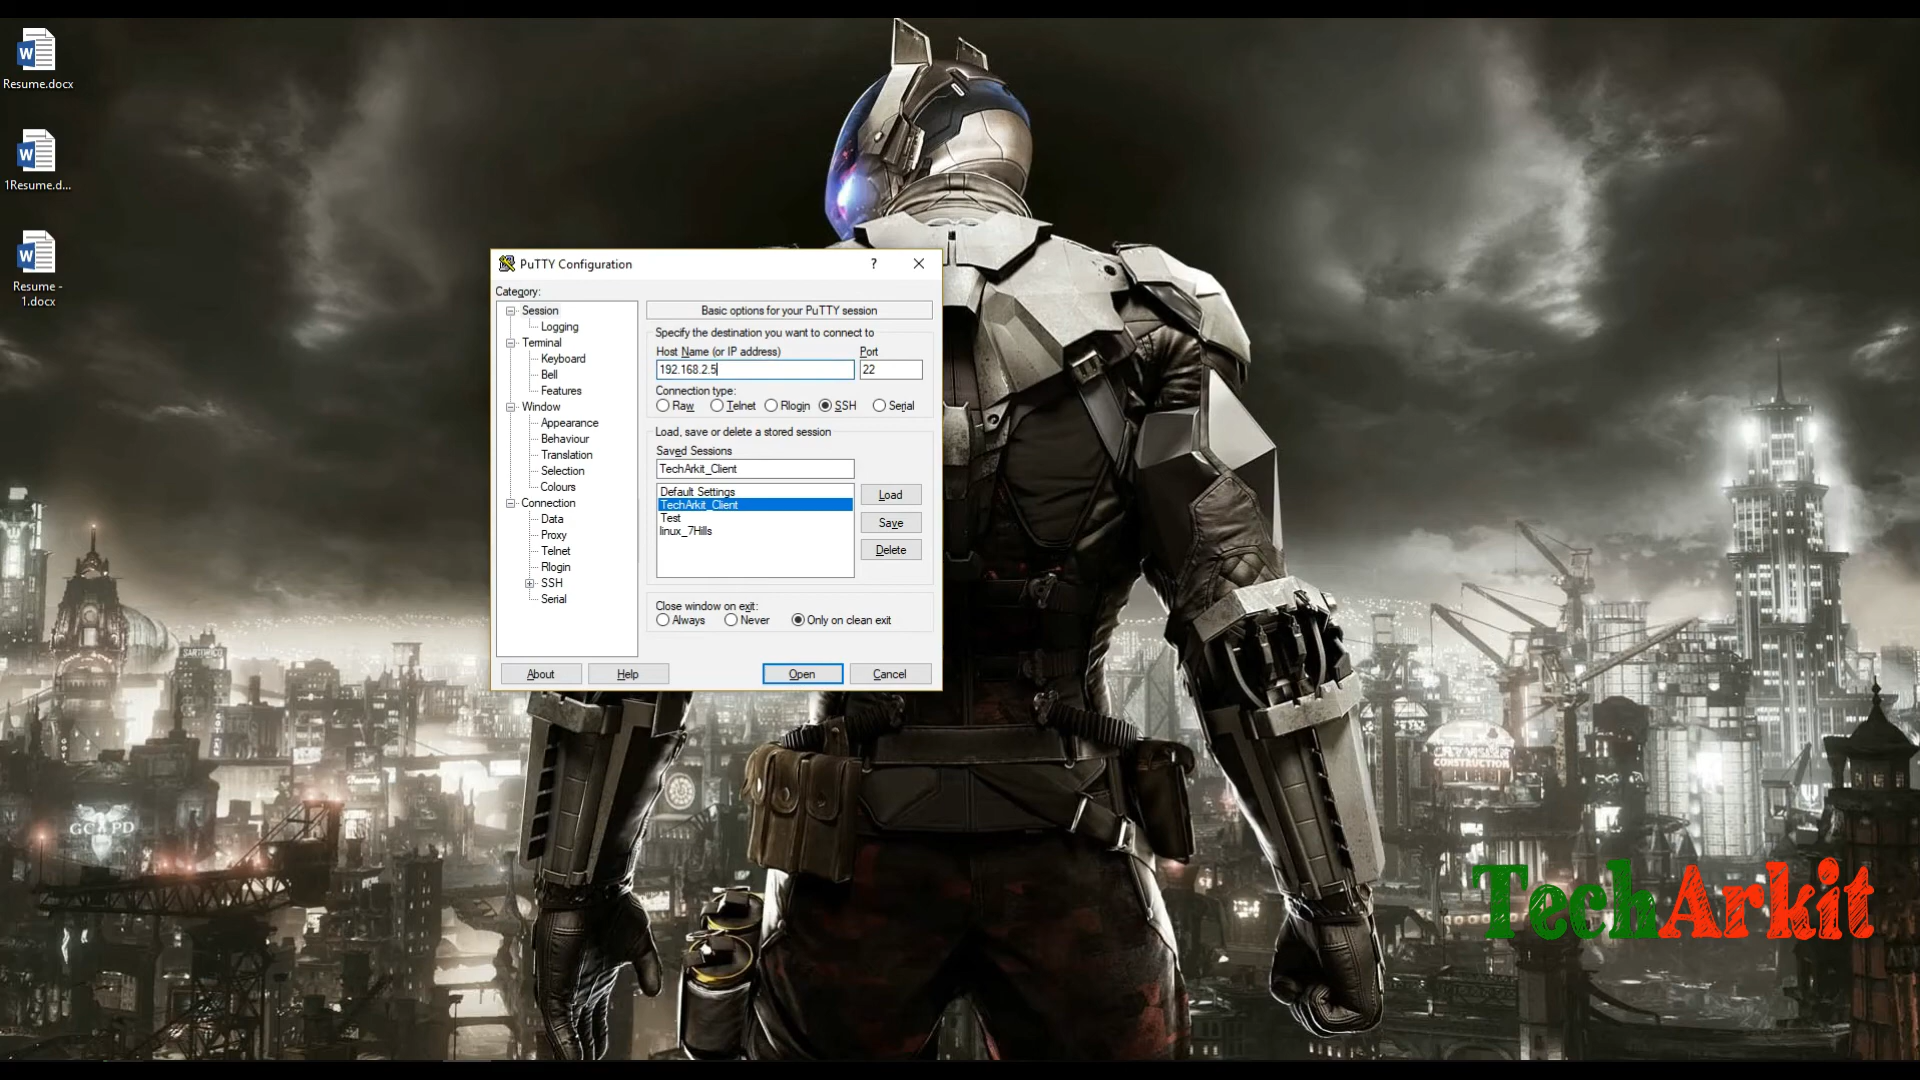 Resume.docx
1Resume.d...
Resume -
1.docx
PuTTY Configuration
?
Category:
Session
Logging
Terminal
Keyboard
Bell
Features
Window
Appearance
Behaviour
Translation
Selection
Colours
Connection
Data
Proxy
Telnet
Rlogin
SSH
Serial
Basic options for your PuTTY session
Specify the destination you want to connect to
Host Name (or IP address) Port
192.168.2.5 22
Connection type:
Raw Telnet Rlogin SSH Serial
Load, save or delete a stored session
Saved Sessions
TechArkit_Client
Default Settings
TechArkit_Client
Test
linux_7Hills
Load
Save
Delete
Close window on exit:
Always Never Only on clean exit
About Help Open Cancel
GCPD
CONSTRUCTION
TechArkit